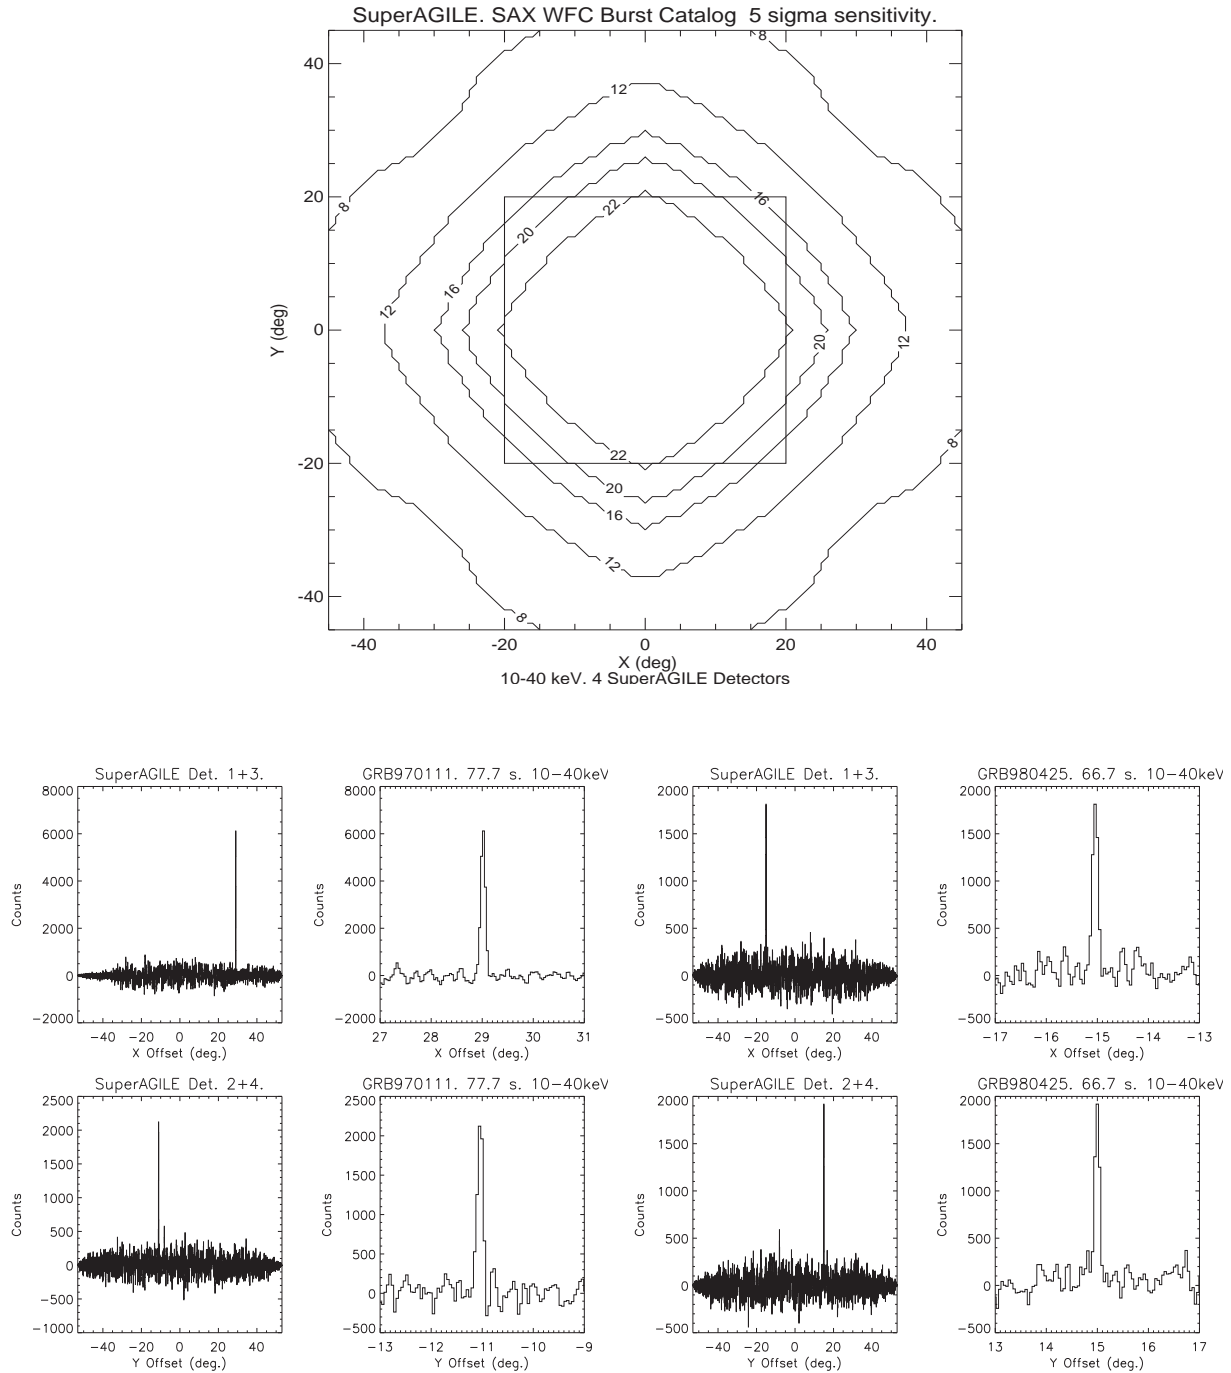 SuperAGILE. SAX WFC Burst Catalog 5 sigma sensitivity.
8
40
12
16
20
20
22
8
20
16
12
Y (deg)
0
20
12
8
22
-20
20
16
12
-40
8
-40
-20
0
20
40
X (deg)
10-40 keV. 4 SuperAGILE Detectors
SuperAGILE Det. 1+3.
8000
6000
4000
2000
0
-2000
Counts
-40 -20 0 20 40
X Offset (deg.)
GRB970111. 77.7 s. 10-40keV
8000
6000
4000
2000
0
-2000
Counts
27 28 29 30 31
X Offset (deg.)
SuperAGILE Det. 1+3.
2000
1500
1000
500
0
-500
Counts
-40 -20 0 20 40
X Offset (deg.)
GRB980425. 66.7 s. 10-40keV
2000
1500
1000
500
0
-500
Counts
-17 -16 -15 -14 -13
X Offset (deg.)
SuperAGILE Det. 2+4.
2500
2000
1500
1000
500
0
-500
-1000
Counts
-40 -20 0 20 40
Y Offset (deg.)
GRB970111. 77.7 s. 10-40keV
2500
2000
1500
1000
500
0
-500
Counts
-13 -12 -11 -10 -9
Y Offset (deg.)
SuperAGILE Det. 2+4.
2000
1500
1000
500
0
-500
Counts
-40 -20 0 20 40
Y Offset (deg.)
GRB980425. 66.7 s. 10-40keV
2000
1500
1000
500
0
-500
Counts
13 14 15 16 17
Y Offset (deg.)